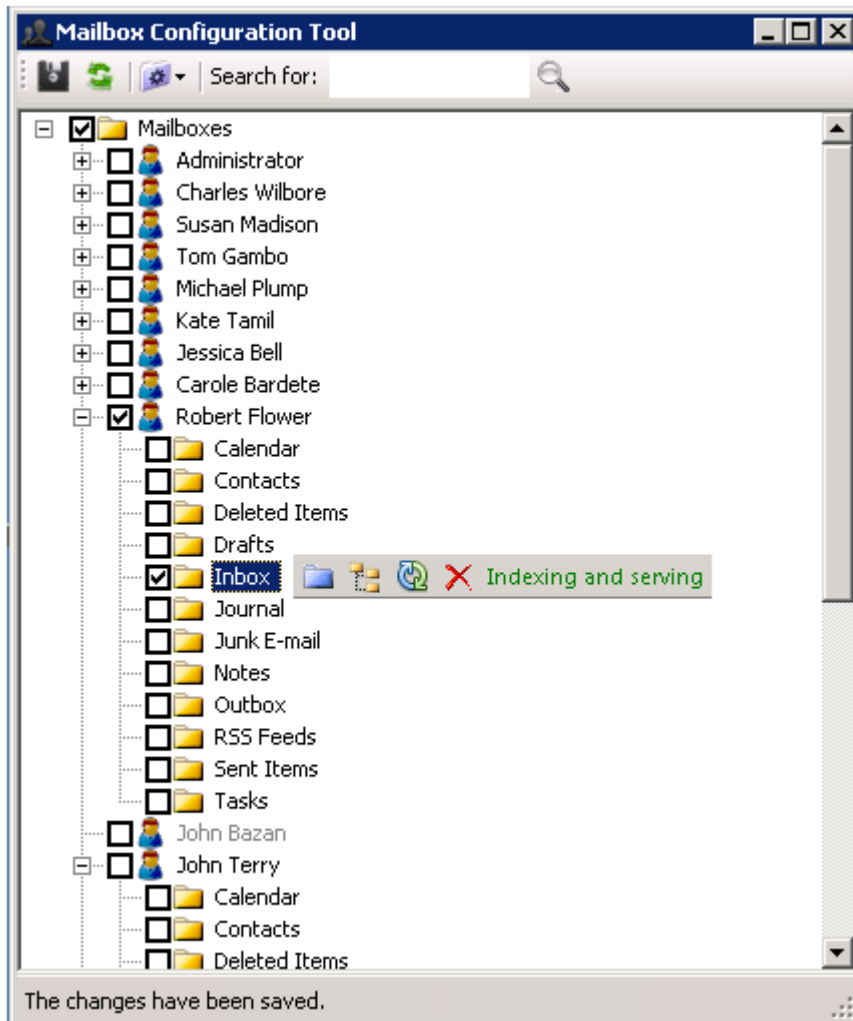 Mailbox Configuration Tool
Search for:
Mailboxes
Administrator
Charles Wilbore
Susan Madison
Tom Gambo
Michael Plump
Kate Tamil
Jessica Bell
Carole Bardete
Robert Flower
Calendar
Contacts
Deleted Items
Drafts
Inbox Indexing and serving
Journal
Junk E-mail
Notes
Outbox
RSS Feeds
Sent Items
Tasks
John Bazan
John Terry
Calendar
Contacts
Deleted Items
The changes have been saved.